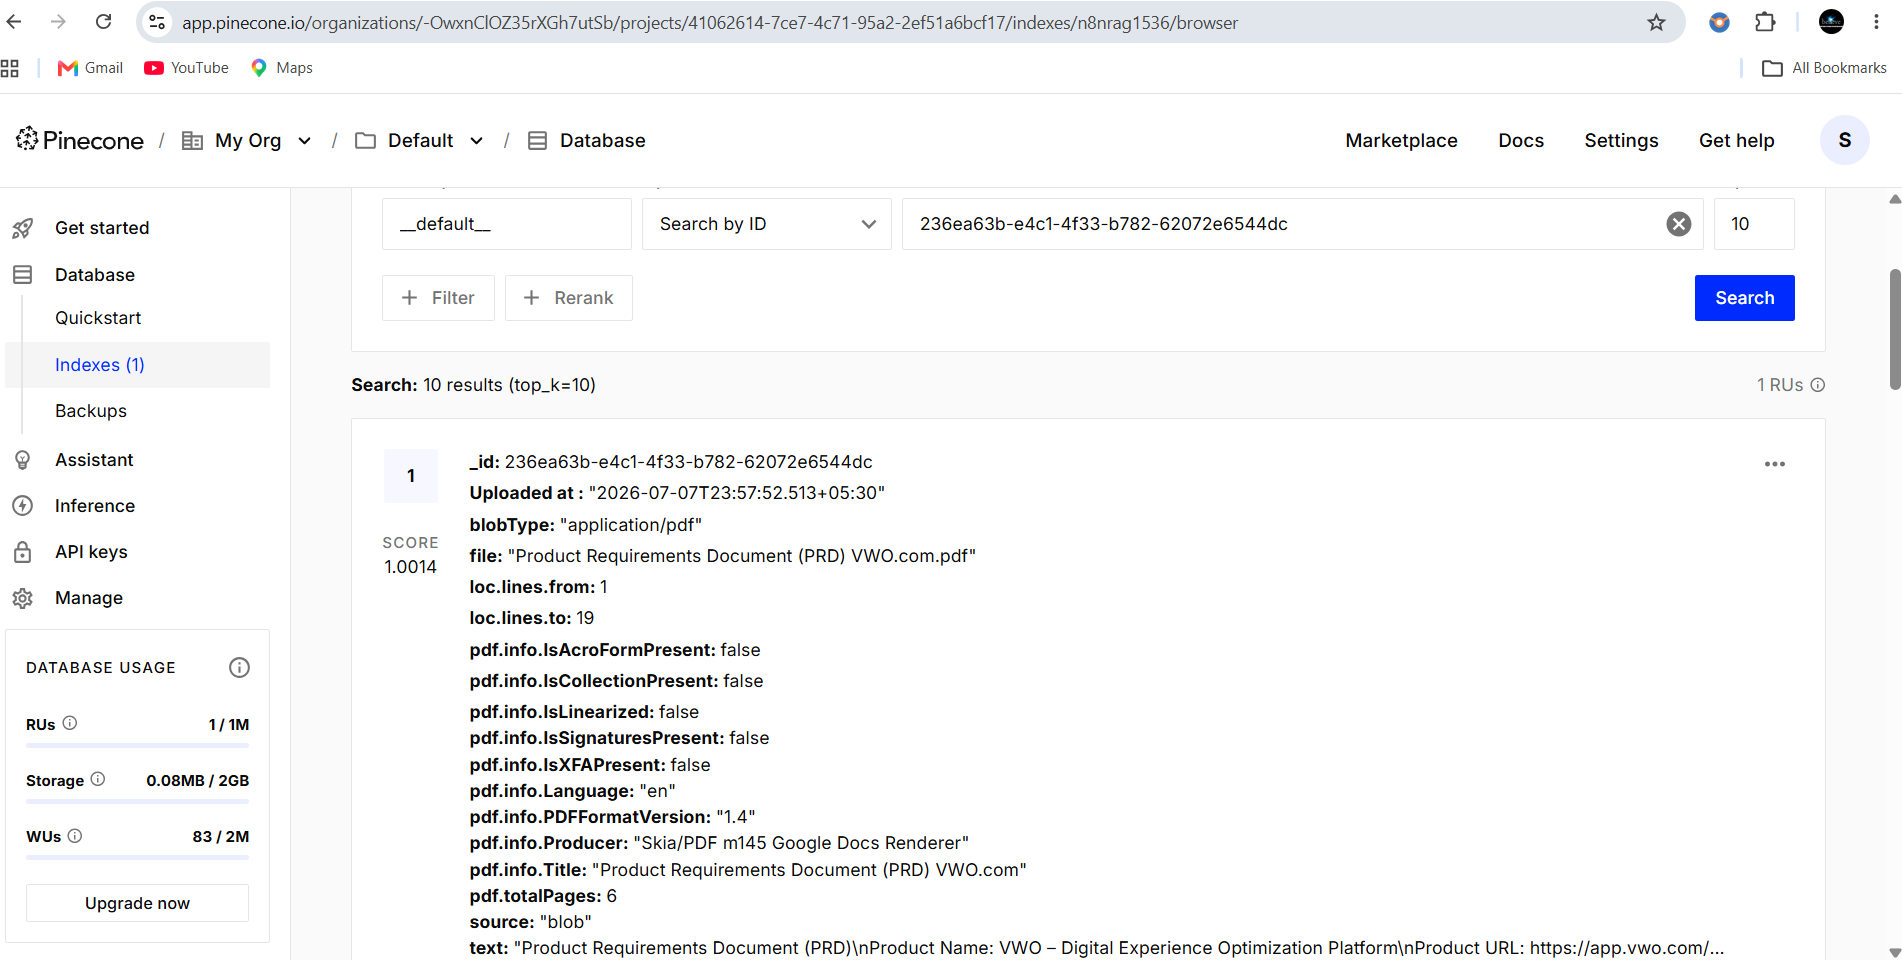 app.pinecone.io/organizations/-OwxnClOZ35rXGh7utSb/projects/41062614-7ce7-4c71-95a2-2ef51a6bcf17/indexes/n8nrag1536/browser
Gmail YouTube Maps All Bookmarks
Pinecone / My Org / Default / Database Marketplace Docs Settings Get help S
Get started
Database
Quickstart
Indexes (1)
Backups
Assistant
Inference
API keys
Manage
DATABASE USAGE
RUs 1 / 1M
Storage 0.08MB / 2GB
WUs 83 / 2M
Upgrade now
__default__ Search by ID 236ea63b-e4c1-4f33-b782-62072e6544dc 10
+ Filter + Rerank Search
Search: 10 results (top_k=10) 1 RUs
1
SCORE
1.0014
_id: 236ea63b-e4c1-4f33-b782-62072e6544dc
Uploaded at : "2026-07-07T23:57:52.513+05:30"
blobType: "application/pdf"
file: "Product Requirements Document (PRD) VWO.com.pdf"
loc.lines.from: 1
loc.lines.to: 19
pdf.info.IsAcroFormPresent: false
pdf.info.IsCollectionPresent: false
pdf.info.IsLinearized: false
pdf.info.IsSignaturesPresent: false
pdf.info.IsXFAPresent: false
pdf.info.Language: "en"
pdf.info.PDFFormatVersion: "1.4"
pdf.info.Producer: "Skia/PDF m145 Google Docs Renderer"
pdf.info.Title: "Product Requirements Document (PRD) VWO.com"
pdf.totalPages: 6
source: "blob"
text: "Product Requirements Document (PRD)\nProduct Name: VWO – Digital Experience Optimization Platform\nProduct URL: https://app.vwo.com/...